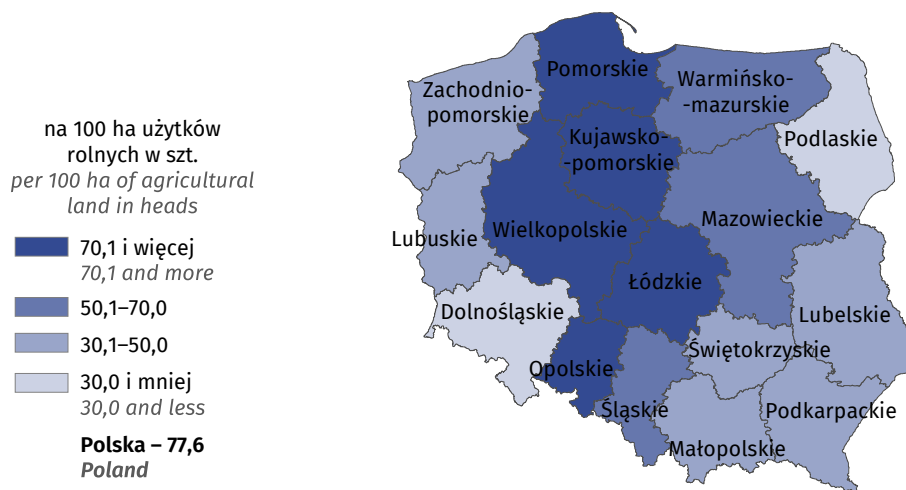 na 100 ha użytków
rolnych w szt.
per 100 ha of agricultural
land in heads
70,1 i więcej
70,1 and more
50,1–70,0
30,1–50,0
30,0 i mniej
30,0 and less
Polska – 77,6
Poland
Pomorskie
Zachodnio-
pomorskie
Warmińsko-
-mazurskie
Podlaskie
Kujawsko-
-pomorskie
Mazowieckie
Wielkopolskie
Lubuskie
Łódzkie
Dolnośląskie
Lubelskie
Świętokrzyskie
Opolskie
Śląskie
Podkarpackie
Małopolskie